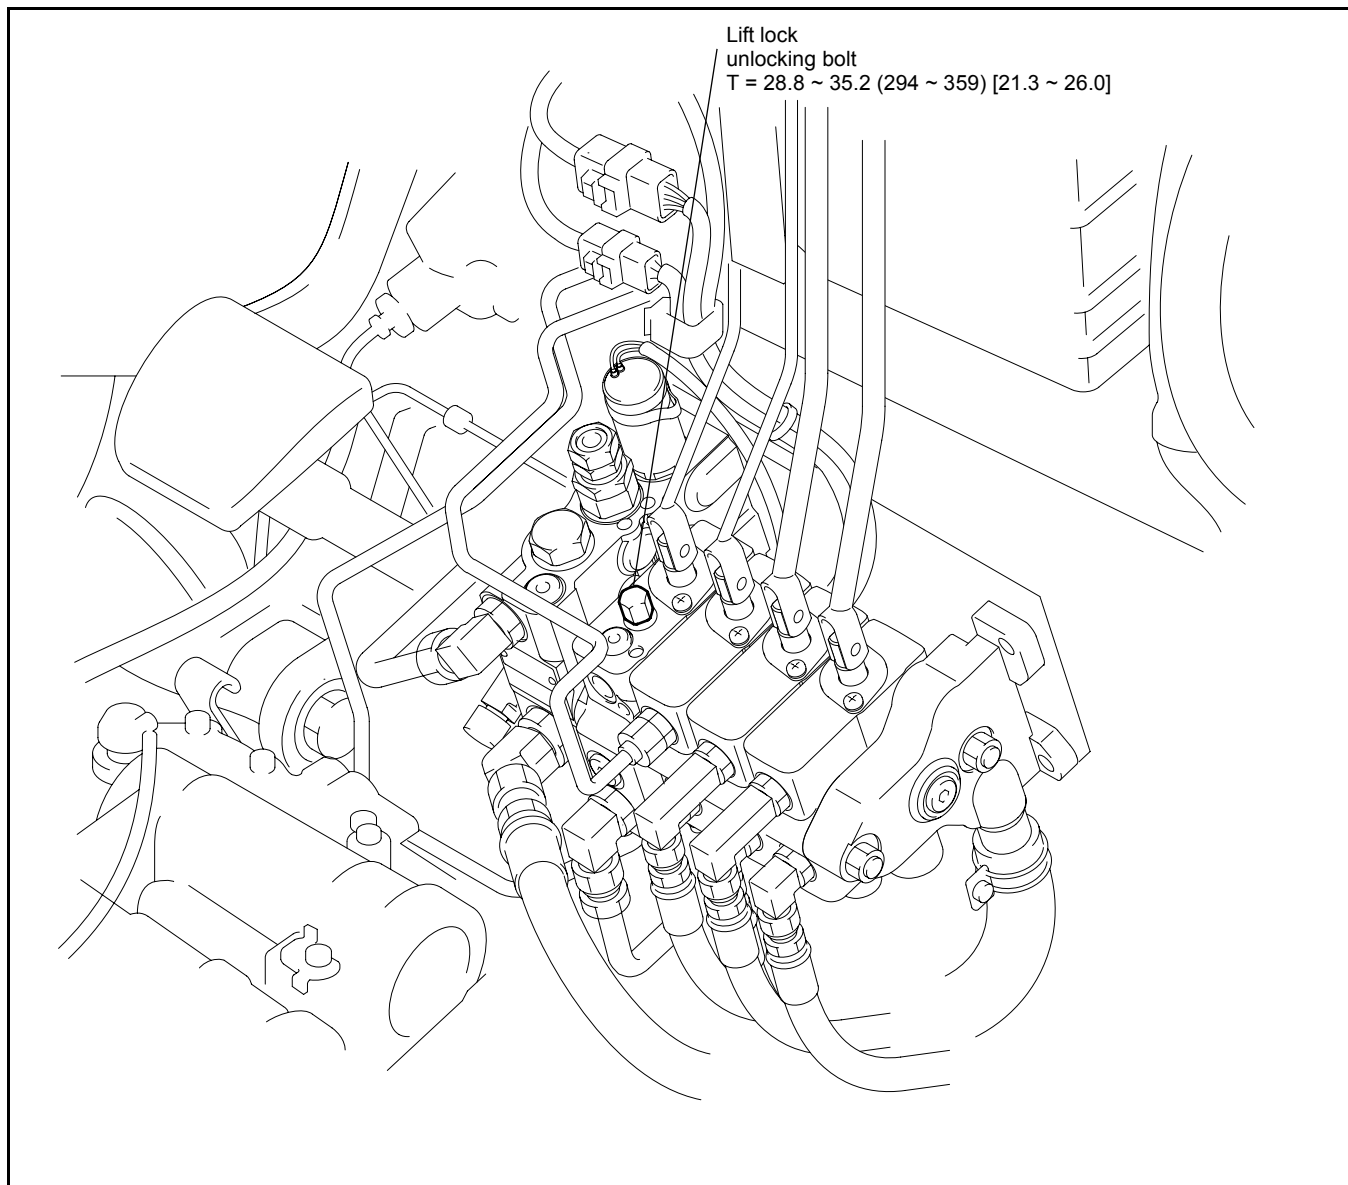 Lift lock
unlocking bolt
T = 28.8 ~ 35.2 (294 ~ 359) [21.3 ~ 26.0]